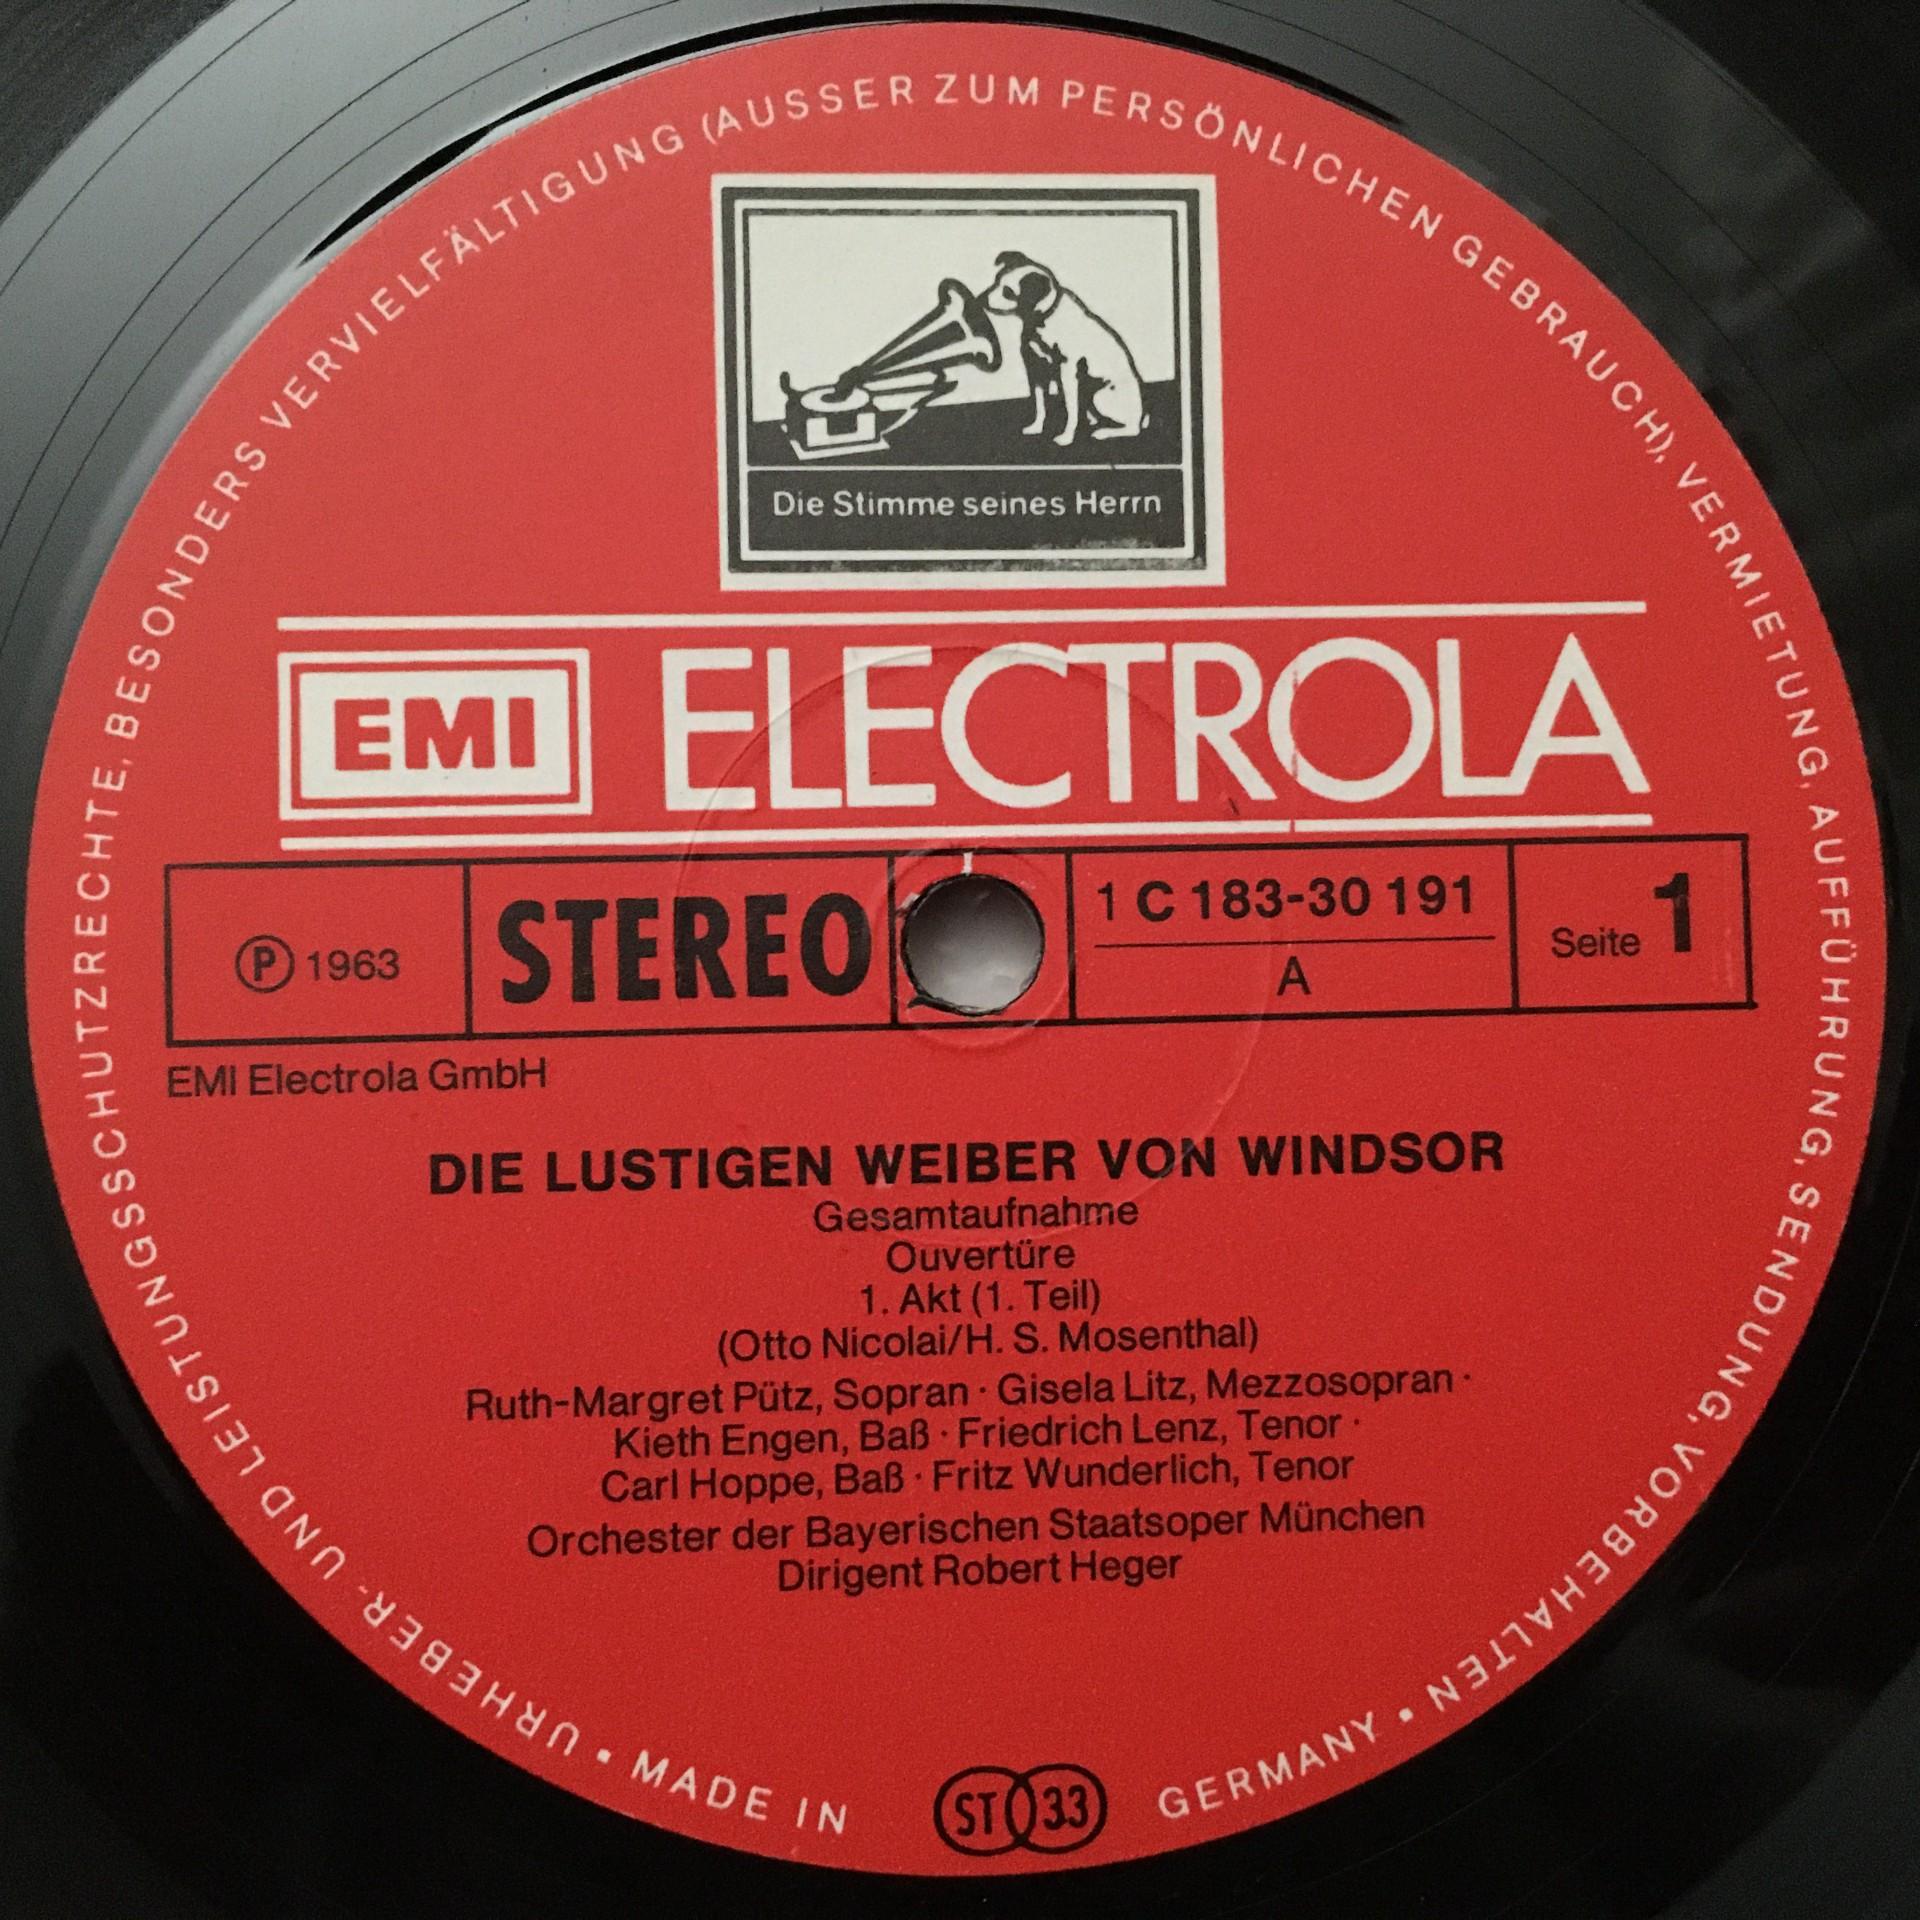 URHEBER- UND LEISTUNGSSCHUTZRECHTE, BESONDERS VERVIELFÄLTIGUNG (AUSSER ZUM PERSÖNLICHEN GEBRAUCH), VERMIETUNG, AUFFÜHRUNG, SENDUNG, VORBEHALTEN •
Die Stimme seines Herrn
EMI ELECTROLA
Ⓟ 1963
STEREO
1 C 183-30 191
A
Seite 1
EMI Electrola GmbH
DIE LUSTIGEN WEIBER VON WINDSOR
Gesamtaufnahme
Ouvertüre
1. Akt (1. Teil)
(Otto Nicolai/H. S. Mosenthal)
Ruth-Margret Pütz, Sopran · Gisela Litz, Mezzosopran ·
Kieth Engen, Baß · Friedrich Lenz, Tenor ·
Carl Hoppe, Baß · Fritz Wunderlich, Tenor
Orchester der Bayerischen Staatsoper München
Dirigent Robert Heger
• MADE IN GERMANY
ST 33